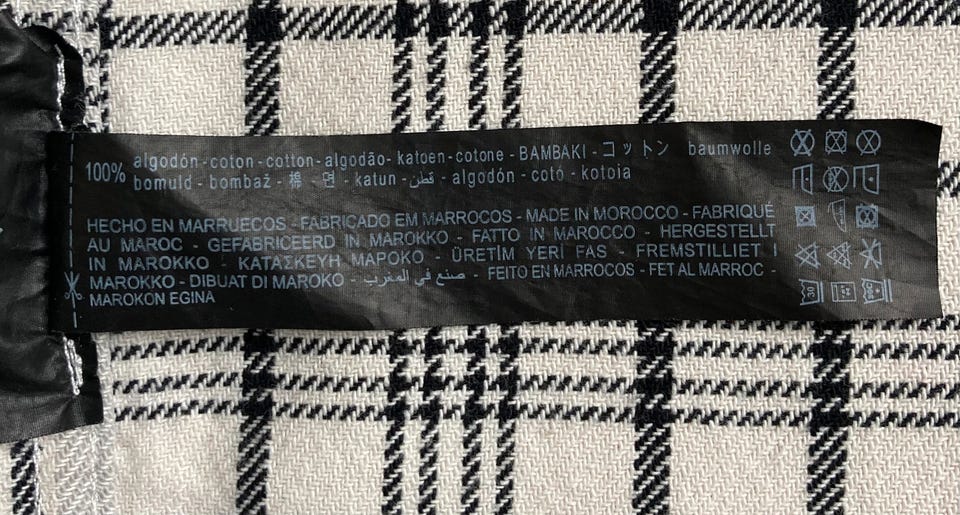 100% algodón - coton - cotton - algodão - katoen - cotone - BAMBAKI - コットン baumwolle
bomuld - bombaž - 棉 - 면 - katun - قطن - algodón - cotó - kotoia
HECHO EN MARRUECOS - FABRICADO EM MARROCOS - MADE IN MOROCCO - FABRIQUÉ
AU MAROC - GEFABRICEERD IN MAROKKO - FATTO IN MAROCCO - HERGESTELLT
IN MAROKKO - ΚΑΤΑΣΚΕΥΗ ΜΑΡΟΚΟ - ÜRETİM YERİ FAS - FREMSTILLIET I
MAROKKO - DIBUAT DI MAROKO - صنع في المغرب - FEITO EN MARROCOS - FET AL MARROC -
MAROKON EGINA